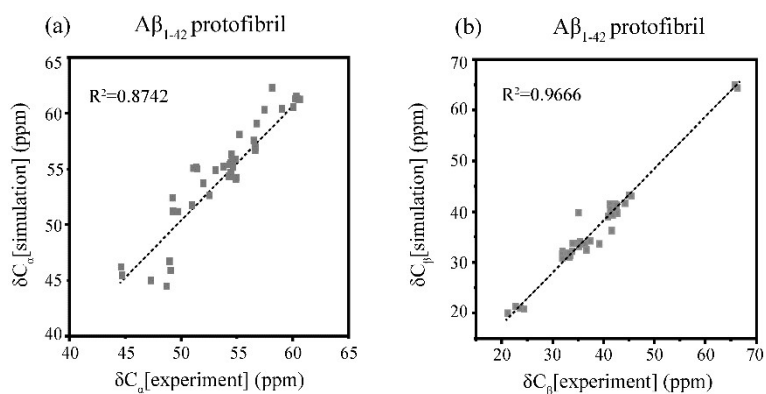 (a) Aβ₁₋₄₂ protofibril
R²=0.8742
δCα[simulation] (ppm)
65
60
55
50
45
40
40 45 50 55 60 65
δCα[experiment] (ppm)
(b) Aβ₁₋₄₂ protofibril
R²=0.9666
δCβ[simulation] (ppm)
70
60
50
40
30
20
20 30 40 50 60 70
δCβ[experiment] (ppm)